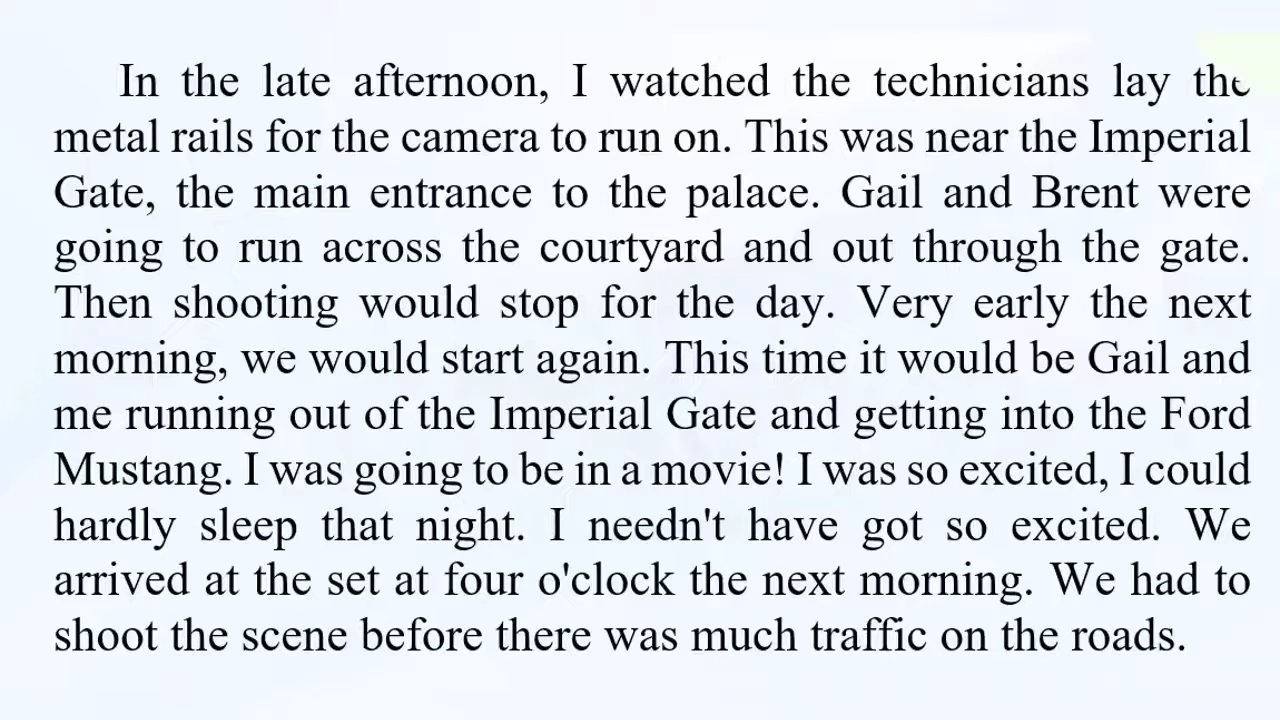 In the late afternoon, I watched the technicians lay the
metal rails for the camera to run on. This was near the Imperial
Gate, the main entrance to the palace. Gail and Brent were
going to run across the courtyard and out through the gate.
Then shooting would stop for the day. Very early the next
morning, we would start again. This time it would be Gail and
me running out of the Imperial Gate and getting into the Ford
Mustang. I was going to be in a movie! I was so excited, I could
hardly sleep that night. I needn't have got so excited. We
arrived at the set at four o'clock the next morning. We had to
shoot the scene before there was much traffic on the roads.